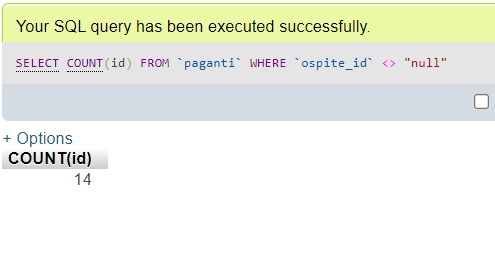 Your SQL query has been executed successfully.
SELECT COUNT(id) FROM `paganti` WHERE `ospite_id` <> "null"
+ Options
COUNT(id)
14